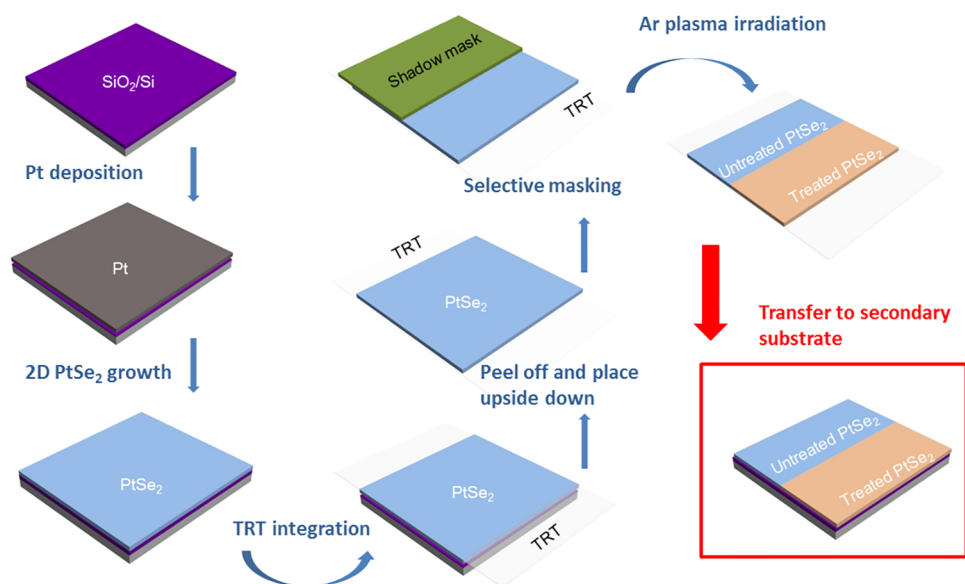 SiO₂/Si
Pt deposition
Pt
2D PtSe₂ growth
PtSe₂
TRT integration
PtSe₂
TRT
Peel off and place
upside down
TRT
PtSe₂
Selective masking
Shadow mask
TRT
Ar plasma irradiation
Untreated PtSe₂
Treated PtSe₂
Transfer to secondary
substrate
Untreated PtSe₂
Treated PtSe₂